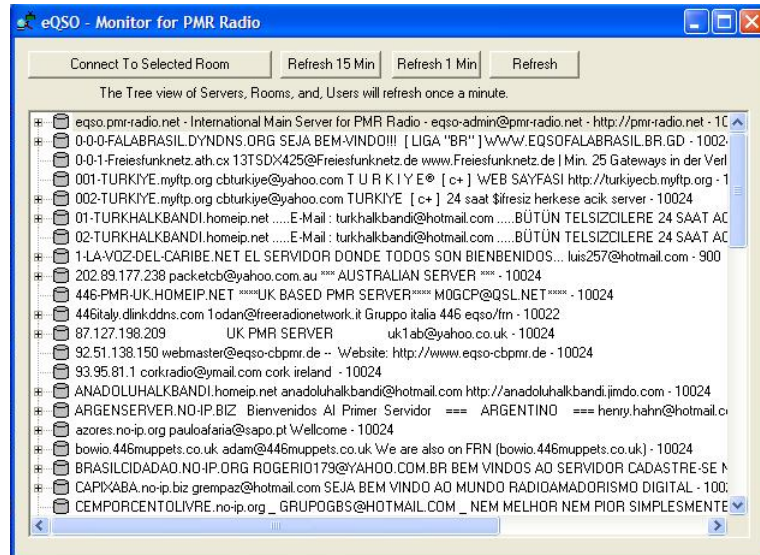 eQSO - Monitor for PMR Radio
Connect To Selected Room Refresh 15 Min Refresh 1 Min Refresh
The Tree view of Servers, Rooms, and, Users will refresh once a minute.
eqso.pmr-radio.net - International Main Server for PMR Radio - eqso-admin@pmr-radio.net - http://pmr-radio.net - 10
0-0-0-FALABRASIL.DYNDNS.ORG SEJA BEM-VINDO!!! [ LIGA "BR" ] WWW.EQSOFALABRASIL.BR.GD - 10024
0-0-1-Freiesfunknetz.ath.cx 13TSDX425@Freiesfunknetz.de www.Freiesfunknetz.de | Min. 25 Gateways in der Verl
001-TURKIYE.myftp.org cbturkiye@yahoo.com T U R K I Y E® [ c+ ] WEB SAYFASI http://turkiyecb.myftp.org - 1
002-TURKIYE.myftp.org cbturkiye@yahoo.com TURKIYE [ c+ ] 24 saat $ifresiz herkese acik server - 10024
01-TURKHALKBANDI.homeip.net .....E-Mail : turkhalkbandi@hotmail.com .....BÜTÜN TELSIZCILERE 24 SAAT AC
02-TURKHALKBANDI.homeip.net .....E-Mail : turkhalkbandi@hotmail.com .....BÜTÜN TELSIZCILERE 24 SAAT AC
1-LA-VOZ-DEL-CARIBE.NET EL SERVIDOR DONDE TODOS SON BIENBENIDOS... luis257@hotmail.com - 900
202.89.177.238 packetcb@yahoo.com.au *** AUSTRALIAN SERVER *** - 10024
446-PMR-UK.HOMEIP.NET ****UK BASED PMR SERVER**** M0GCP@QSL.NET**** - 10024
446italy.dlinkddns.com 1odan@freeradionetwork.it Gruppo italia 446 eqso/frn - 10022
87.127.198.209 UK PMR SERVER uk1ab@yahoo.co.uk - 10024
92.51.138.150 webmaster@eqso-cbpmr.de -- Website: http://www.eqso-cbpmr.de - 10024
93.95.81.1 corkradio@ymail.com cork ireland - 10024
ANADOLUHALKBANDI.homeip.net anadoluhalkbandi@hotmail.com http://anadoluhalkbandi.jimdo.com - 10024
ARGENSERVER.NO-IP.BIZ Bienvenidos Al Primer Servidor === ARGENTINO === henry.hahn@hotmail.co
azores.no-ip.org pauloafaria@sapo.pt Wellcome - 10024
bowio.446muppets.co.uk adam@446muppets.co.uk We are also on FRN (bowio.446muppets.co.uk) - 10024
BRASILCIDADAO.NO-IP.ORG ROGERIO179@YAHOO.COM.BR BEM VINDOS AO SERVIDOR CADASTRE-SE N
CAPIXABA.no-ip.biz grempaz@hotmail.com SEJA BEM VINDO AO MUNDO RADIOAMADORISMO DIGITAL - 100
CEMPORCENTOLIVRE.no-ip.org _ GRUPOGBS@HOTMAIL.COM _ NEM MELHOR NEM PIOR SIMPLESMENTE